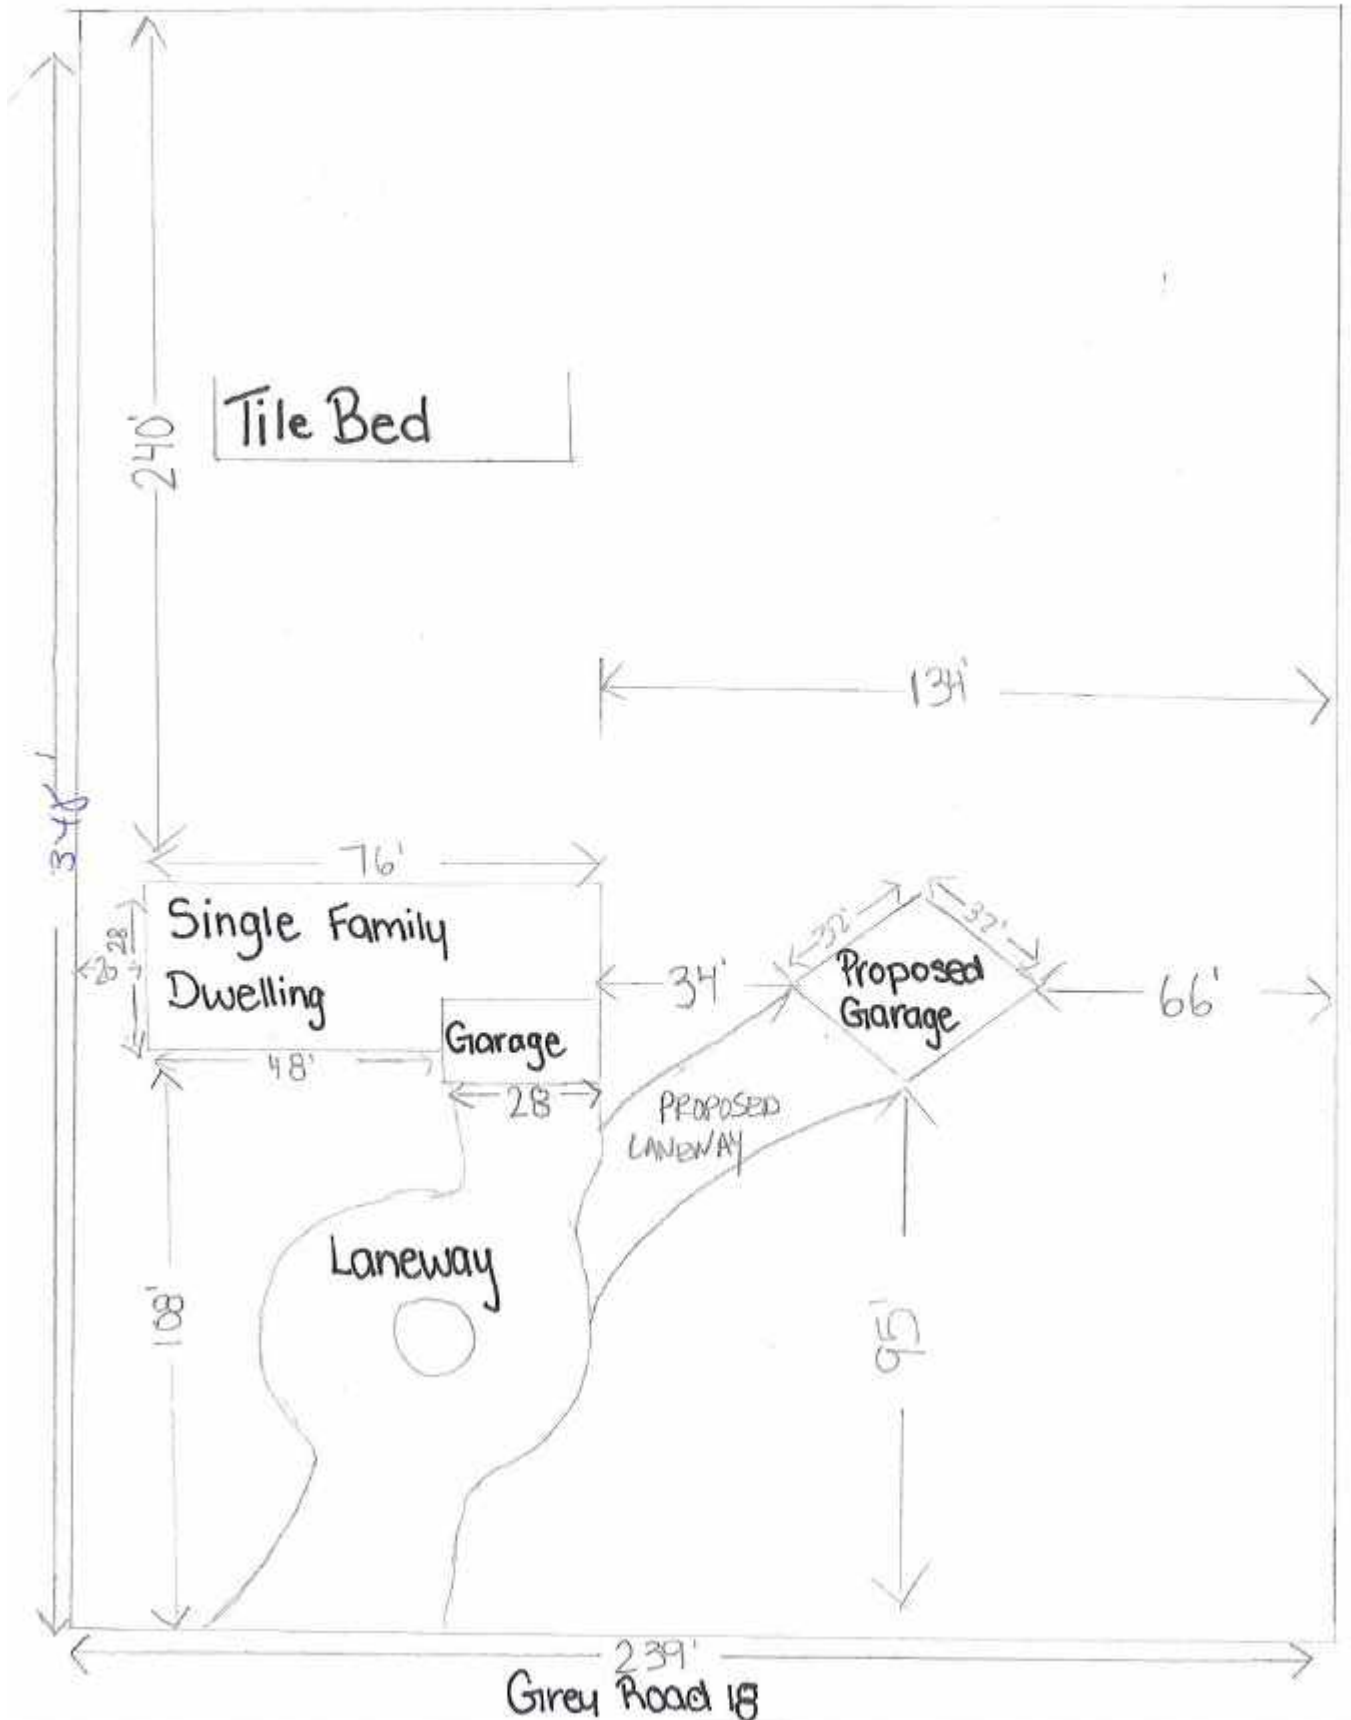 240'
Tile Bed
134'
76'
Single Family
Dwelling
28
Garage
48'
28
34'
32'
32'
Proposed
Garage
66'
PROPOSED
LANEWAY
Laneway
108'
95'
239'
Grey Road 18